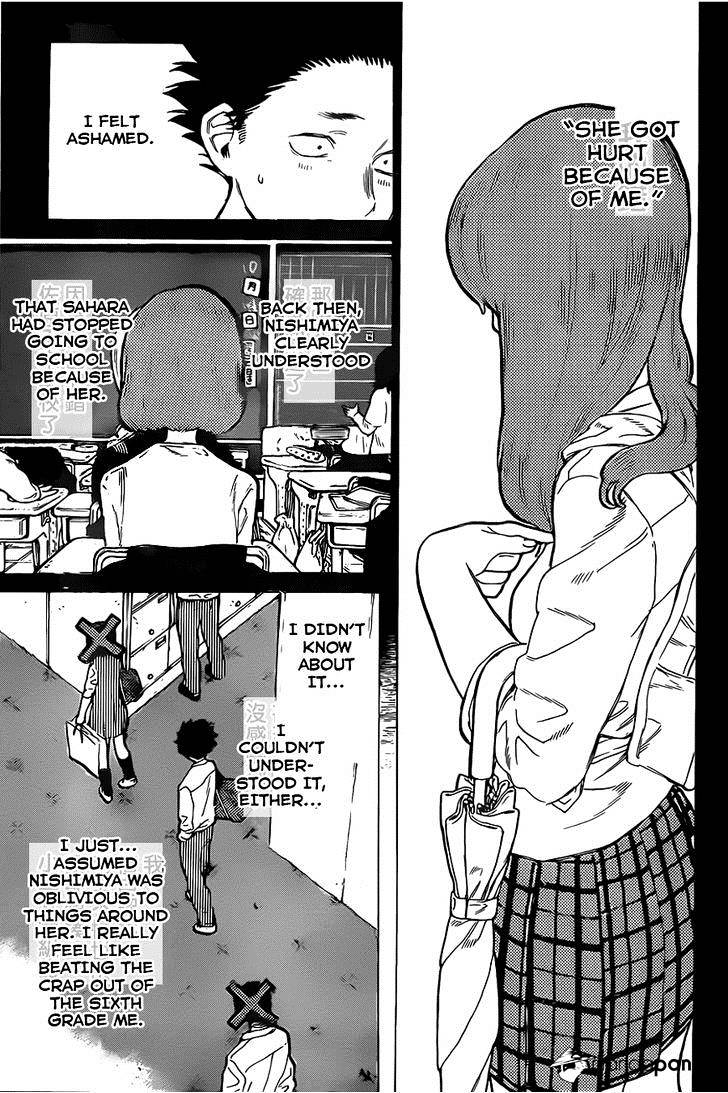 "SHE GOT
HURT
BECAUSE
OF ME."
I FELT
ASHAMED.
BACK THEN,
NISHIMIYA
CLEARLY
UNDERSTOOD
THAT SAHARA
HAD STOPPED
GOING TO
SCHOOL
BECAUSE
OF HER.
月
日
I DIDN'T
KNOW
ABOUT
IT...
I
COULDN'T
UNDER-
STOOD IT,
EITHER...
I JUST...
ASSUMED
NISHIMIYA WAS
OBLIVIOUS TO
THINGS AROUND
HER. I REALLY
FEEL LIKE
BEATING THE
CRAP OUT OF
THE SIXTH
GRADE ME.